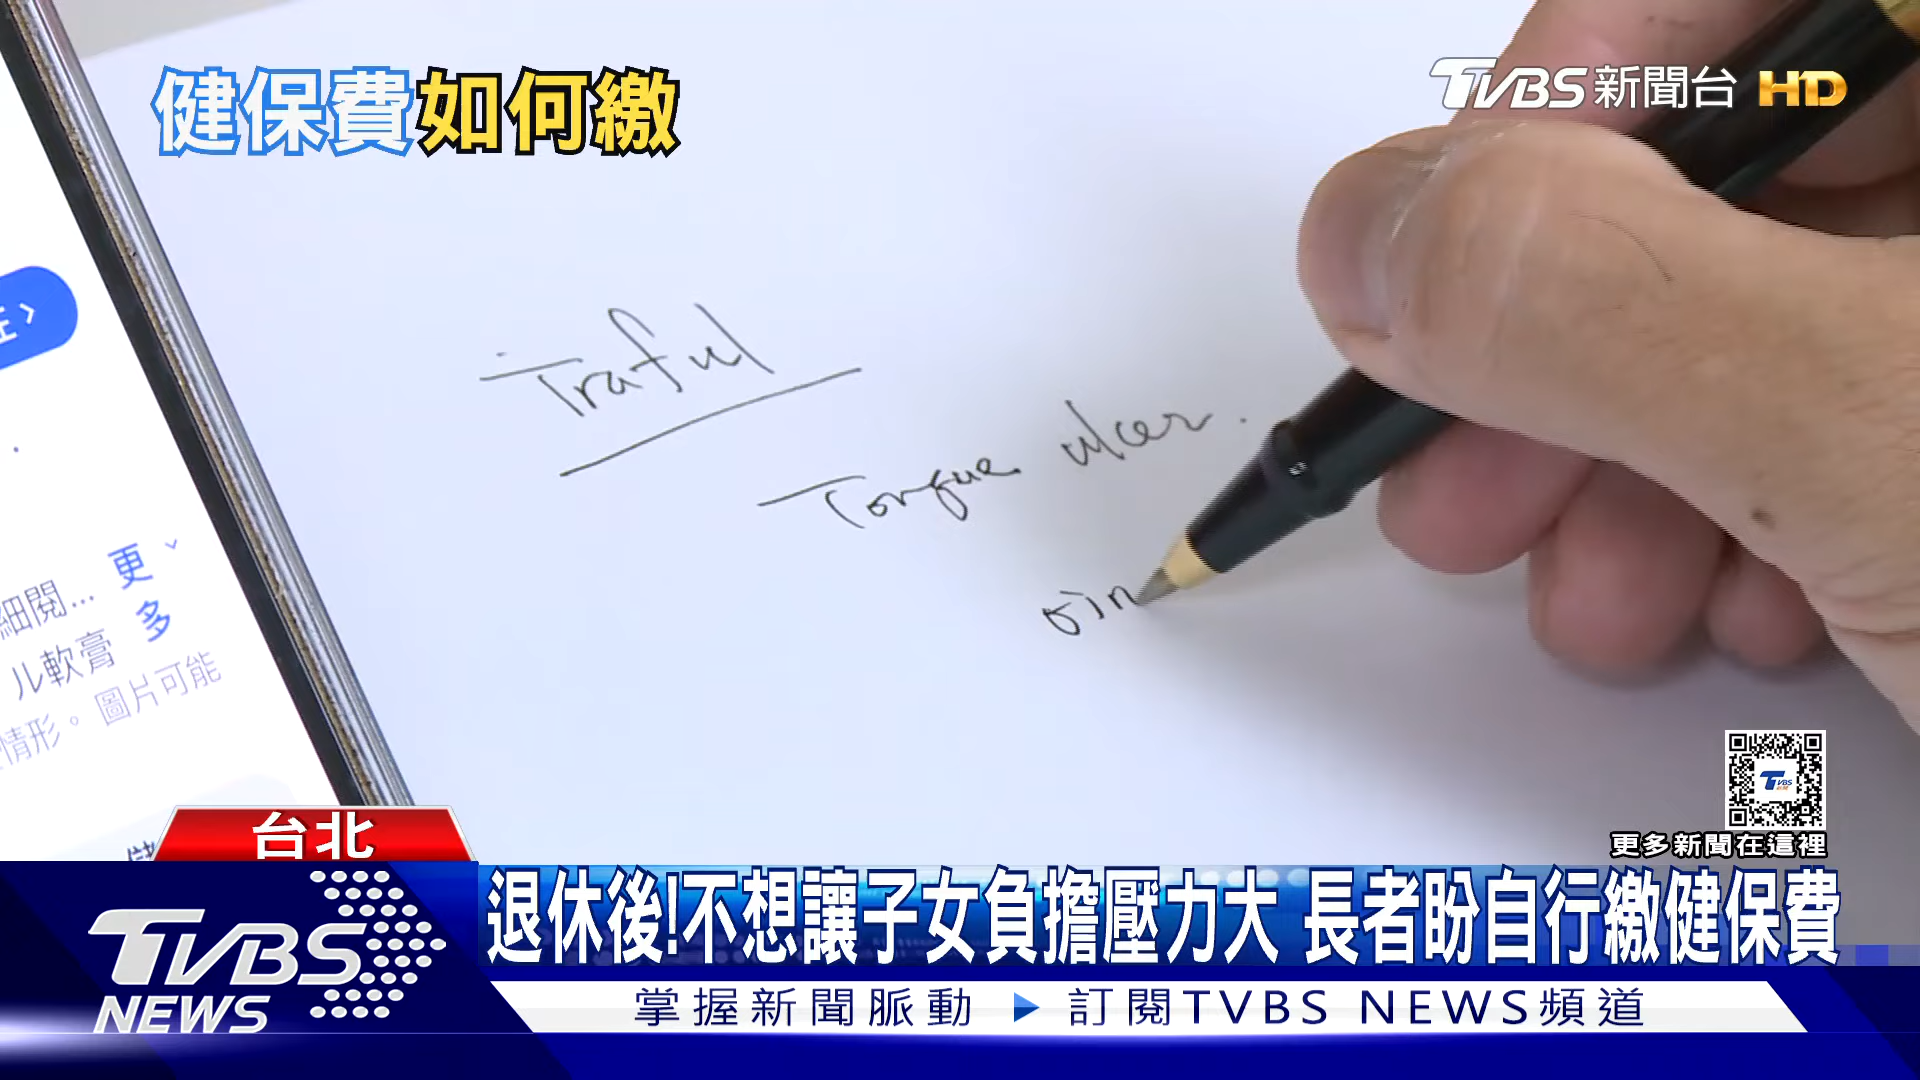 健保費如何繳
TVBS新聞台 HD
Traful
Tongue ulcer.
oin
更
細閱...
多
ル軟膏
情形。圖片可能
TVBS
更多新聞在這裡
台北
退休後!不想讓子女負擔壓力大 長者盼自行繳健保費
TVBS
NEWS
掌握新聞脈動 ▶ 訂閱TVBS NEWS頻道